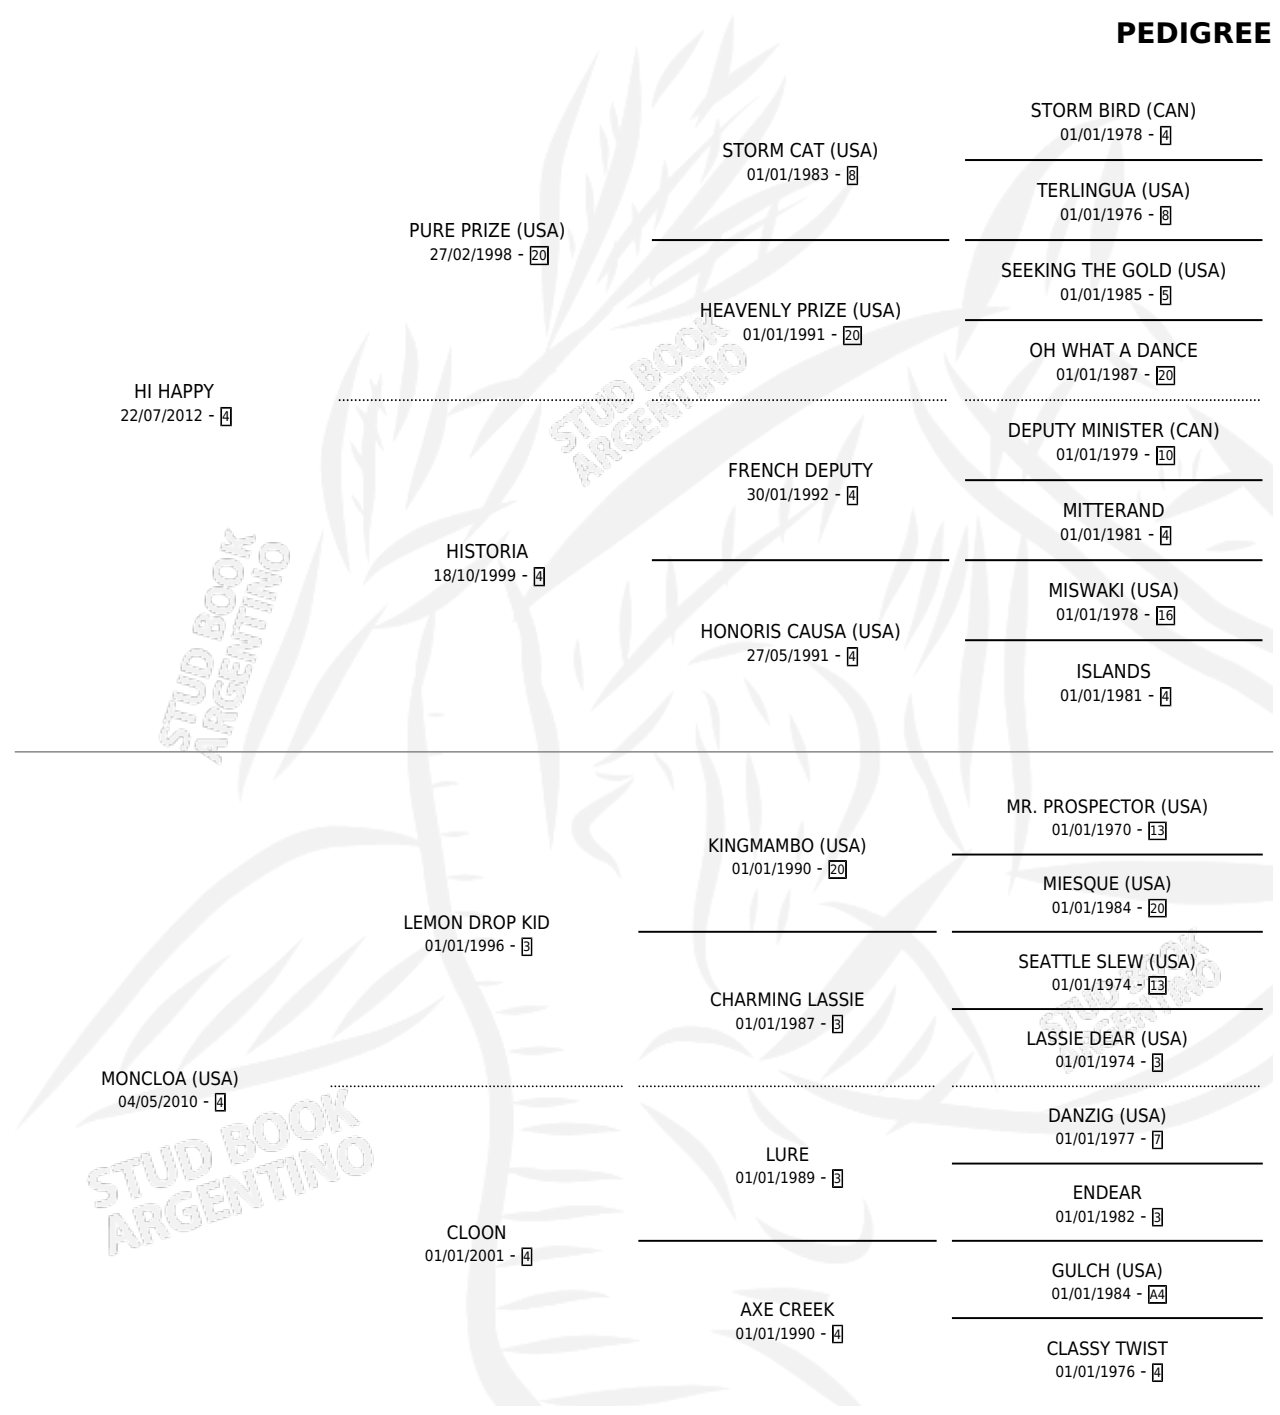 PEDIGREE
STORM BIRD (CAN)
01/01/1978 - 4
STORM CAT (USA)
01/01/1983 - 8
TERLINGUA (USA)
01/01/1976 - 8
PURE PRIZE (USA)
27/02/1998 - 20
SEEKING THE GOLD (USA)
01/01/1985 - 5
HEAVENLY PRIZE (USA)
01/01/1991 - 20
OH WHAT A DANCE
01/01/1987 - 20
HI HAPPY
22/07/2012 - 4
STUD BOOK
ARGENTINO
DEPUTY MINISTER (CAN)
01/01/1979 - 10
FRENCH DEPUTY
30/01/1992 - 4
MITTERAND
01/01/1981 - 4
HISTORIA
18/10/1999 - 4
MISWAKI (USA)
01/01/1978 - 16
HONORIS CAUSA (USA)
27/05/1991 - 4
ISLANDS
01/01/1981 - 4
STUD BOOK
ARGENTINO
MR. PROSPECTOR (USA)
01/01/1970 - 13
KINGMAMBO (USA)
01/01/1990 - 20
MIESQUE (USA)
01/01/1984 - 20
LEMON DROP KID
01/01/1996 - 3
SEATTLE SLEW (USA)
01/01/1974 - 13
CHARMING LASSIE
01/01/1987 - 3
LASSIE DEAR (USA)
01/01/1974 - 3
STUD BOOK
ARGENTINO
MONCLOA (USA)
04/05/2010 - 4
DANZIG (USA)
01/01/1977 - 7
LURE
01/01/1989 - 3
ENDEAR
01/01/1982 - 3
CLOON
01/01/2001 - 4
GULCH (USA)
01/01/1984 - A4
AXE CREEK
01/01/1990 - 4
CLASSY TWIST
01/01/1976 - 4
STUD BOOK
ARGENTINO